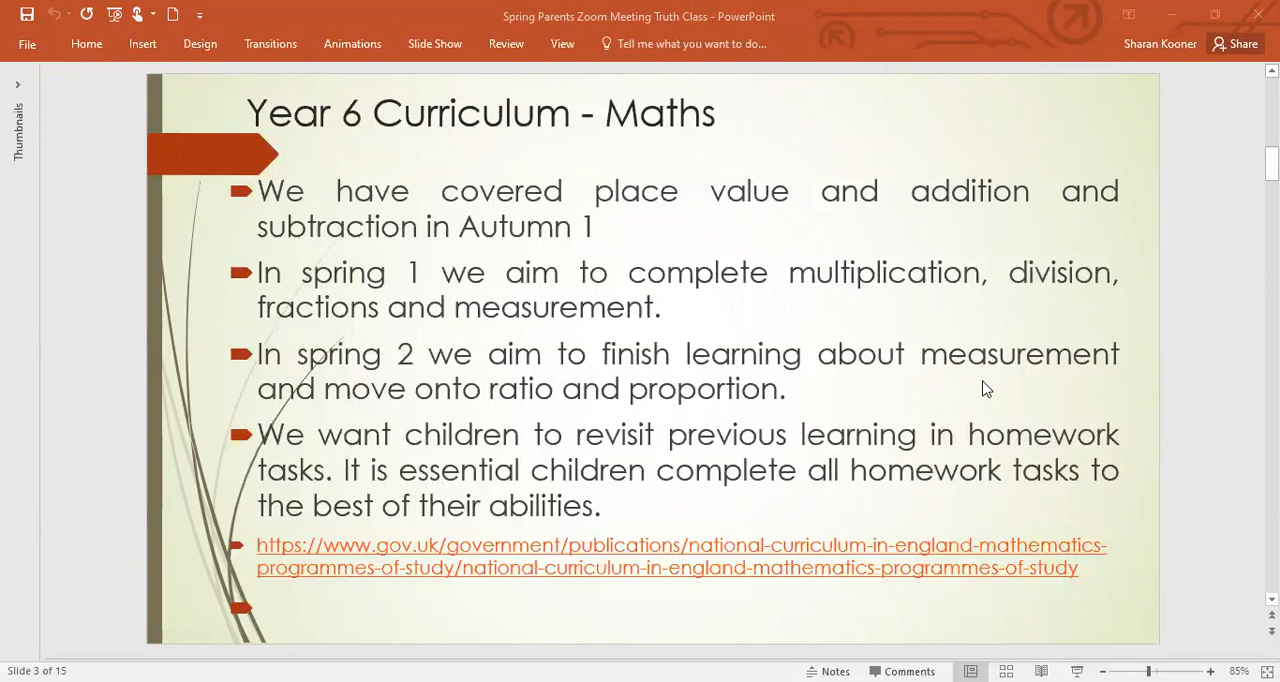 Spring Parents Zoom Meeting Truth Class - PowerPoint
File Home Insert Design Transitions Animations Slide Show Review View Tell me what you want to do... Sharan Kooner Share
Thumbnails
Year 6 Curriculum - Maths
We have covered place value and addition and
subtraction in Autumn 1
In spring 1 we aim to complete multiplication, division,
fractions and measurement.
In spring 2 we aim to finish learning about measurement
and move onto ratio and proportion.
We want children to revisit previous learning in homework
tasks. It is essential children complete all homework tasks to
the best of their abilities.
https://www.gov.uk/government/publications/national-curriculum-in-england-mathematics-
programmes-of-study/national-curriculum-in-england-mathematics-programmes-of-study
Slide 3 of 15 Notes Comments 85%